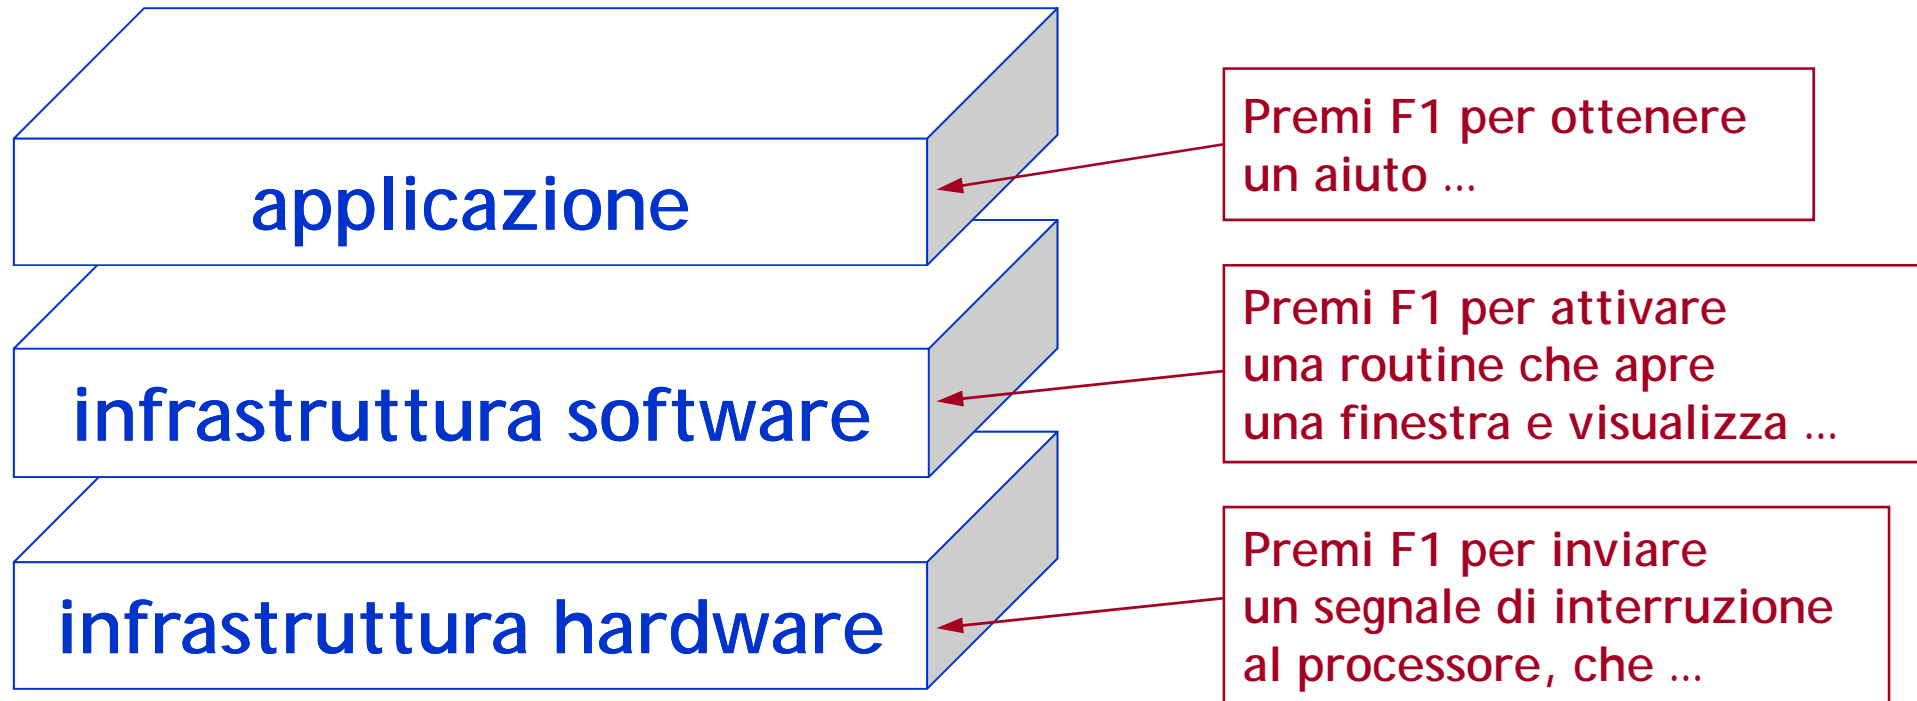 applicazione
Premi F1 per ottenere
un aiuto ...
infrastruttura software
Premi F1 per attivare
una routine che apre
una finestra e visualizza ...
infrastruttura hardware
Premi F1 per inviare
un segnale di interruzione
al processore, che ...